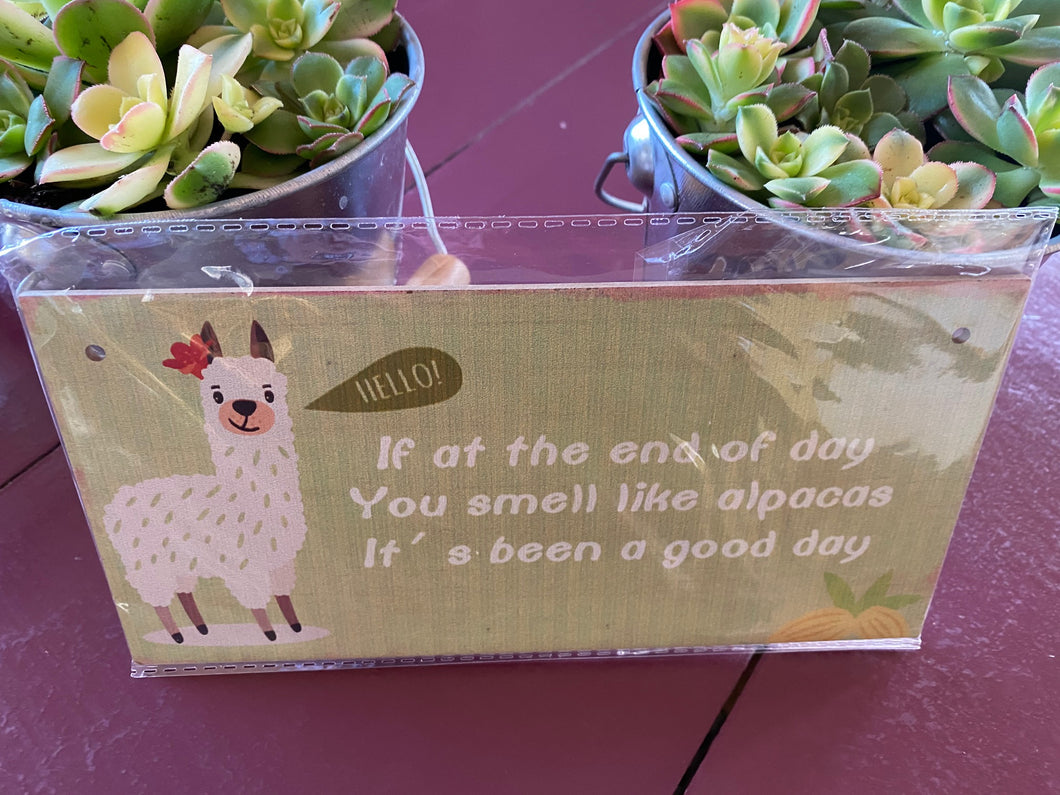 HELLO!
If at the end of day
You smell like alpacas
It´s been a good day